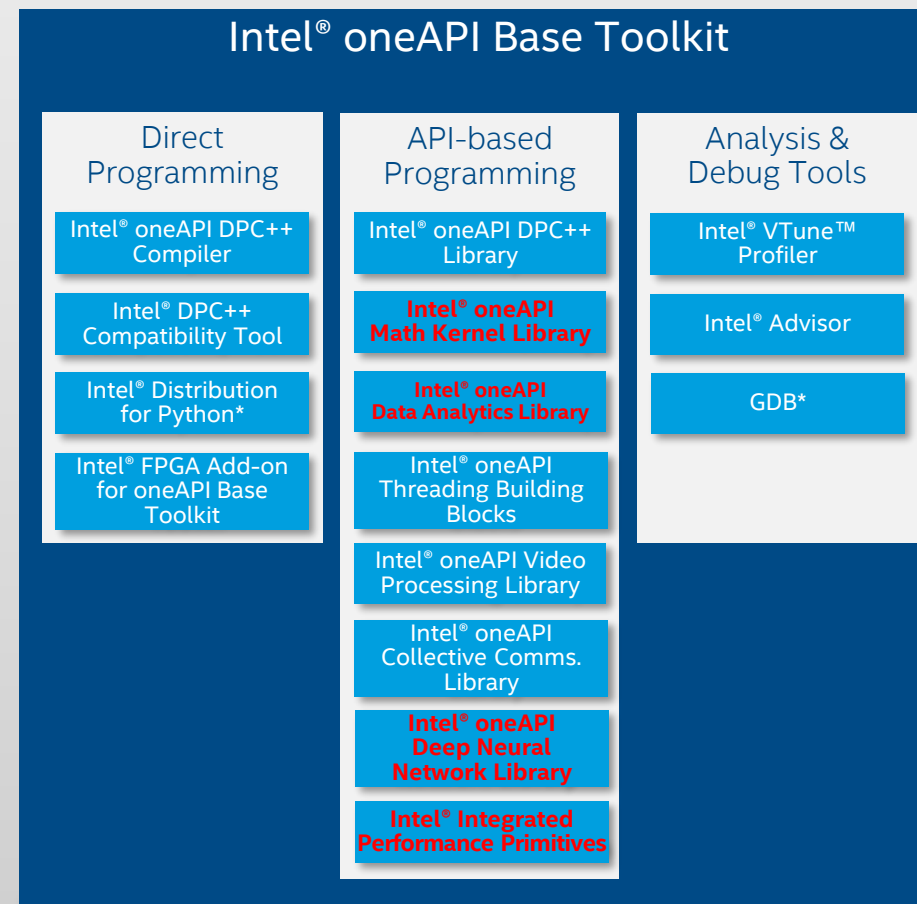 Intel® oneAPI Base Toolkit
Direct
Programming
Intel® oneAPI DPC++
Compiler
Intel® DPC++
Compatibility Tool
Intel® Distribution
for Python*
Intel® FPGA Add-on
for oneAPI Base
Toolkit
API-based
Programming
Intel® oneAPI DPC++
Library
Intel® oneAPI
Math Kernel Library
Intel® oneAPI
Data Analytics Library
Intel® oneAPI
Threading Building
Blocks
Intel® oneAPI Video
Processing Library
Intel® oneAPI
Collective Comms.
Library
Intel® oneAPI
Deep Neural
Network Library
Intel® Integrated
Performance Primitives
Analysis &
Debug Tools
Intel® VTune™
Profiler
Intel® Advisor
GDB*